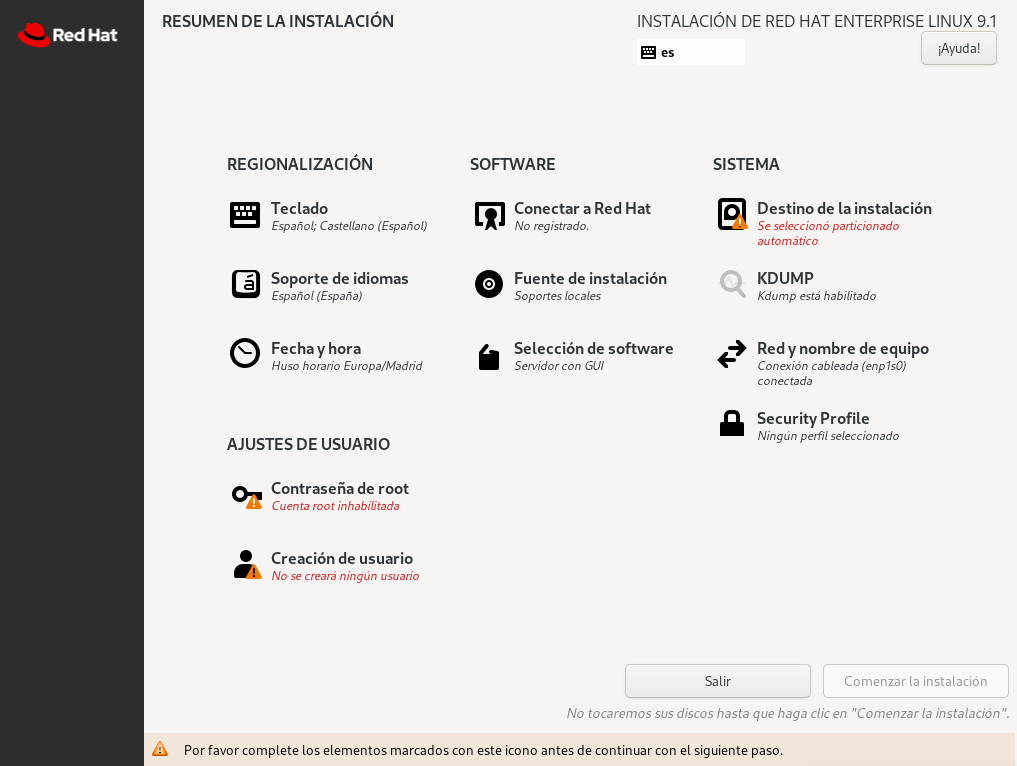 Red Hat
RESUMEN DE LA INSTALACIÓN
INSTALACIÓN DE RED HAT ENTERPRISE LINUX 9.1
es
¡Ayuda!
REGIONALIZACIÓN
Teclado
Español; Castellano (Español)
Soporte de idiomas
Español (España)
Fecha y hora
Huso horario Europa/Madrid
SOFTWARE
Conectar a Red Hat
No registrado.
Fuente de instalación
Soportes locales
Selección de software
Servidor con GUI
SISTEMA
Destino de la instalación
Se seleccionó particionado
automático
KDUMP
Kdump está habilitado
Red y nombre de equipo
Conexión cableada (enp1s0)
conectada
Security Profile
Ningún perfil seleccionado
AJUSTES DE USUARIO
Contraseña de root
Cuenta root inhabilitada
Creación de usuario
No se creará ningún usuario
Salir
Comenzar la instalación
No tocaremos sus discos hasta que haga clic en "Comenzar la instalación".
Por favor complete los elementos marcados con este icono antes de continuar con el siguiente paso.